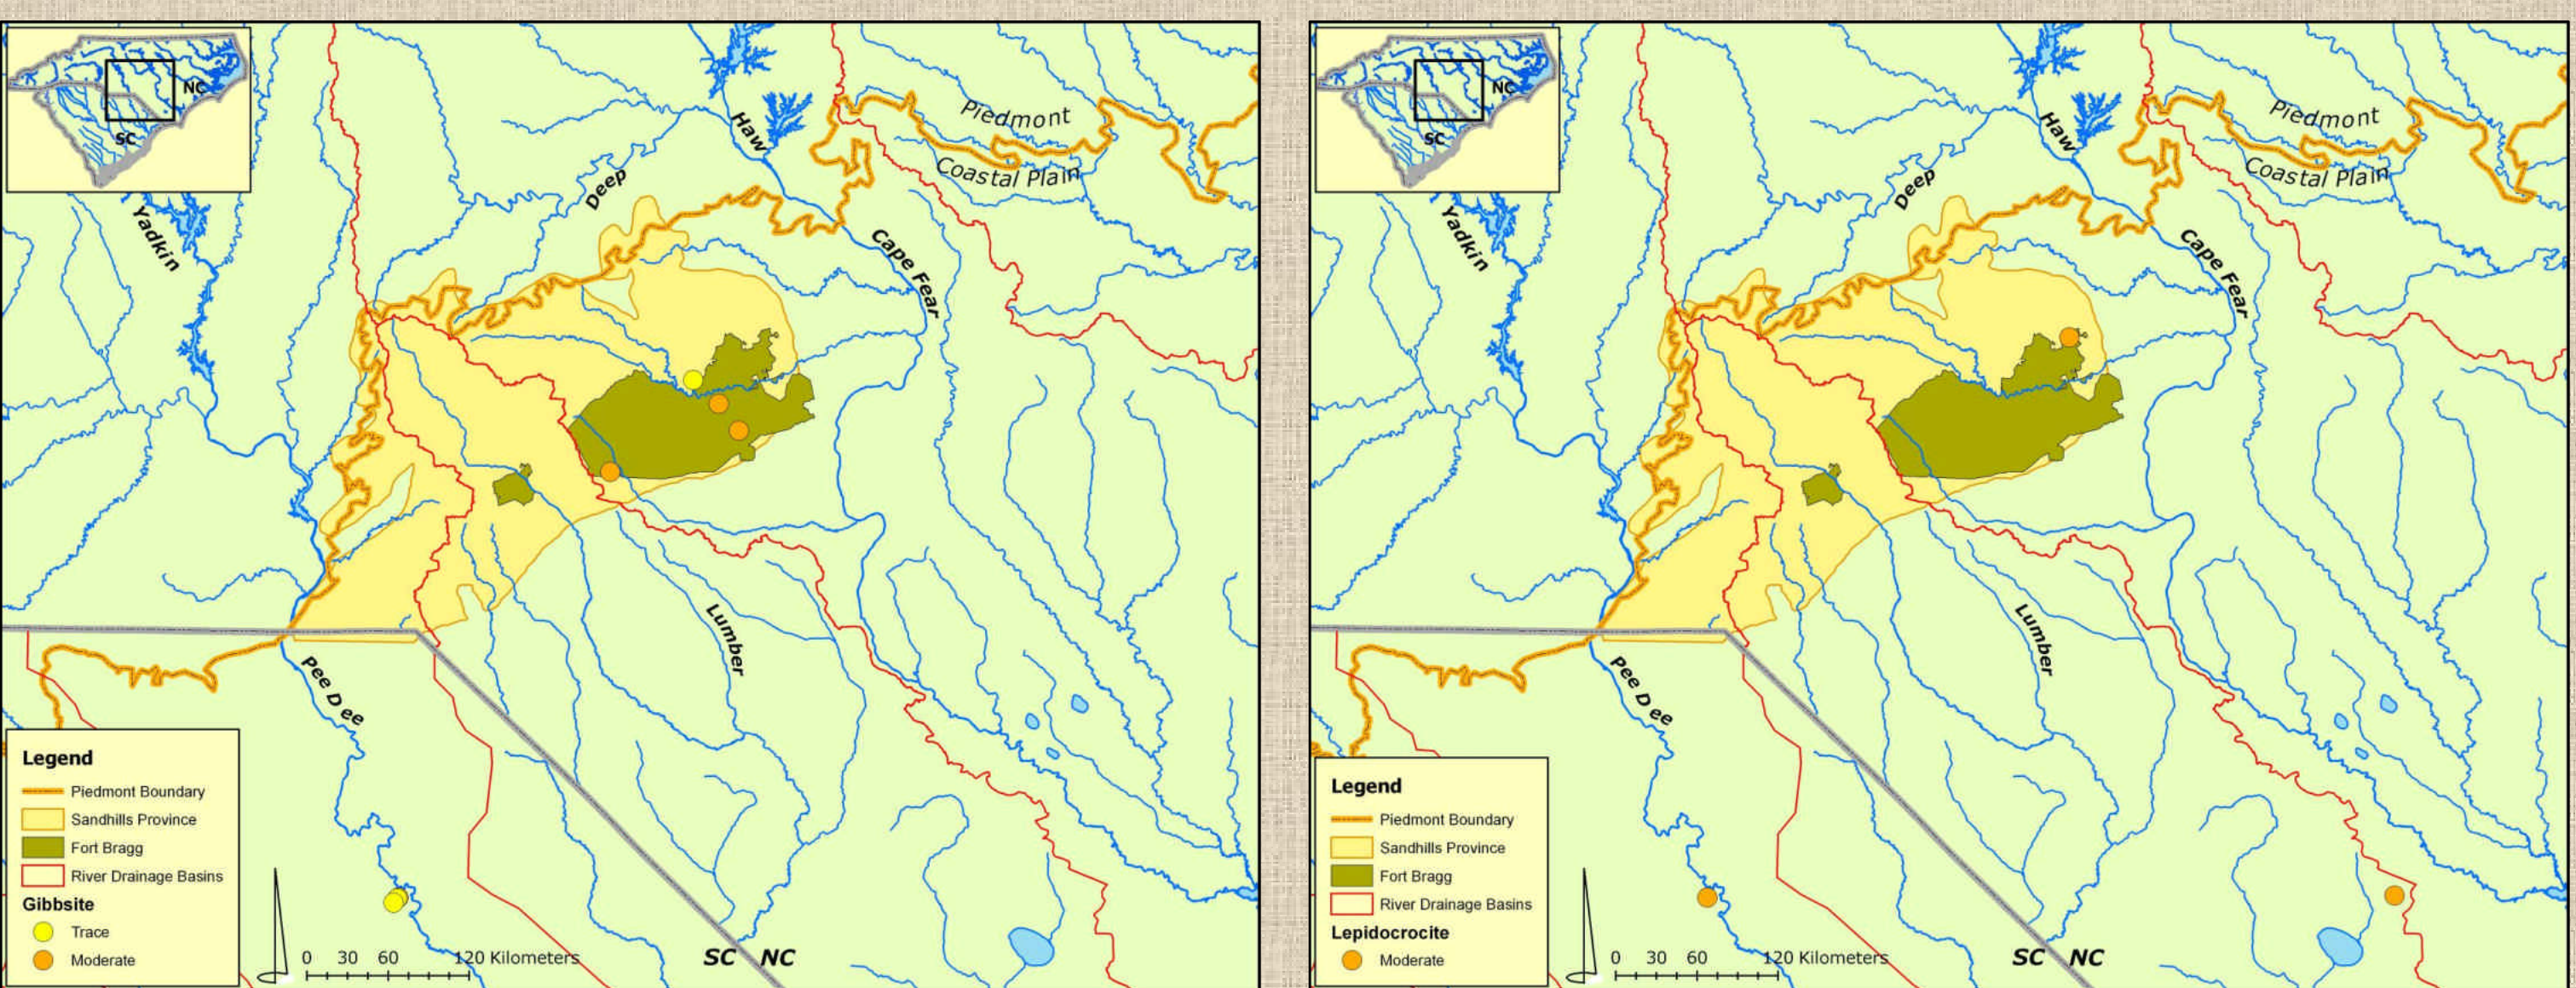 NC
SC
Haw
Piedmont
Coastal Plain
Deep
Yadkin
Cape Fear
Lumber
Pee Dee
Legend
Piedmont Boundary
Sandhills Province
Fort Bragg
River Drainage Basins
Gibbsite
Trace
Moderate
0 30 60 120 Kilometers
SC NC
NC
SC
Haw
Piedmont
Coastal Plain
Deep
Yadkin
Cape Fear
Lumber
Pee Dee
Legend
Piedmont Boundary
Sandhills Province
Fort Bragg
River Drainage Basins
Lepidocrocite
Moderate
0 30 60 120 Kilometers
SC NC